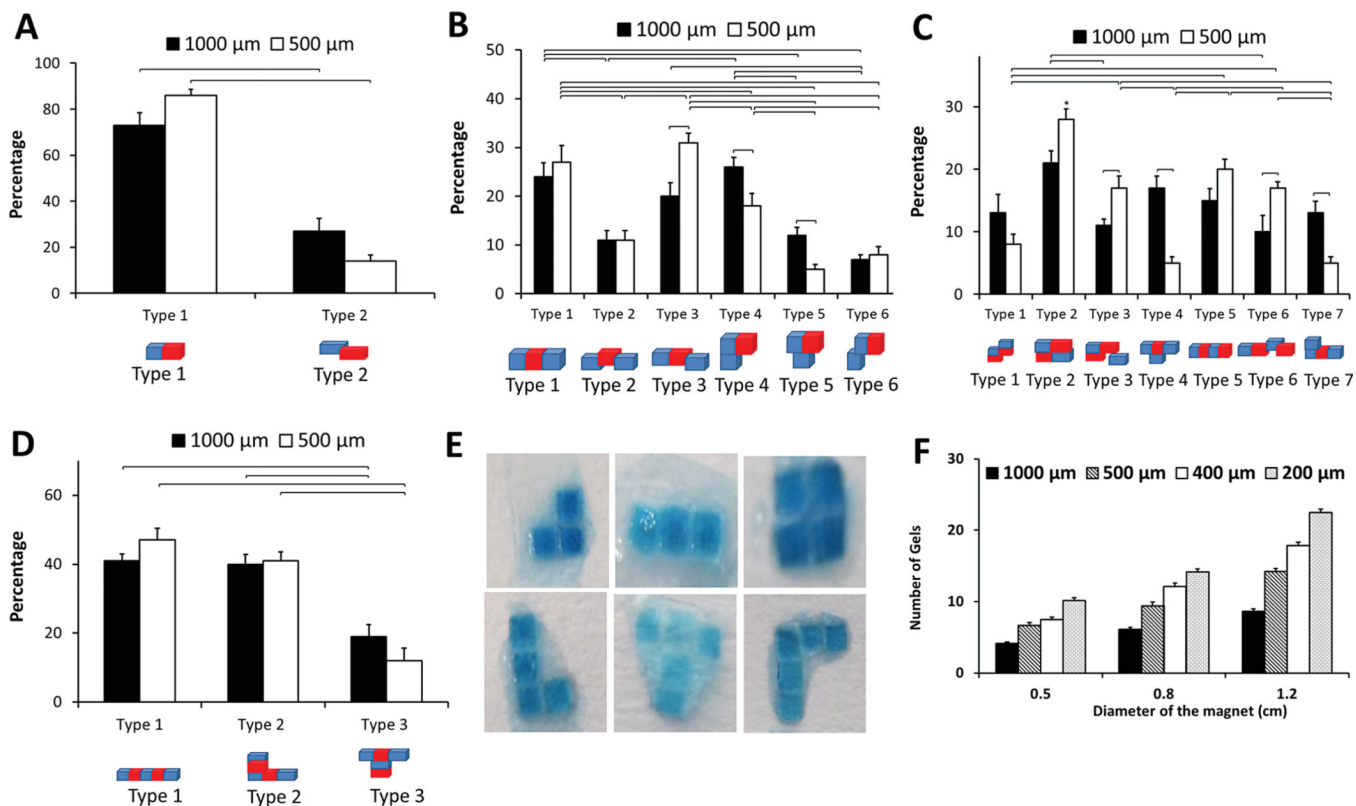 A
1000 µm 500 µm
Percentage
100
80
60
40
20
0
Type 1 Type 2
Type 1 Type 2
B
1000 µm 500 µm
Percentage
50
40
30
20
10
0
Type 1 Type 2 Type 3 Type 4 Type 5 Type 6
Type 1 Type 2 Type 3 Type 4 Type 5 Type 6
C
1000 µm 500 µm
Percentage
30
20
10
0
*
Type 1 Type 2 Type 3 Type 4 Type 5 Type 6 Type 7
Type 1 Type 2 Type 3 Type 4 Type 5 Type 6 Type 7
D
1000 µm 500 µm
Percentage
60
40
20
0
Type 1 Type 2 Type 3
Type 1 Type 2 Type 3
E
F
1000 µm 500 µm 400 µm 200 µm
Number of Gels
30
20
10
0
0.5 0.8 1.2
Diameter of the magnet (cm)